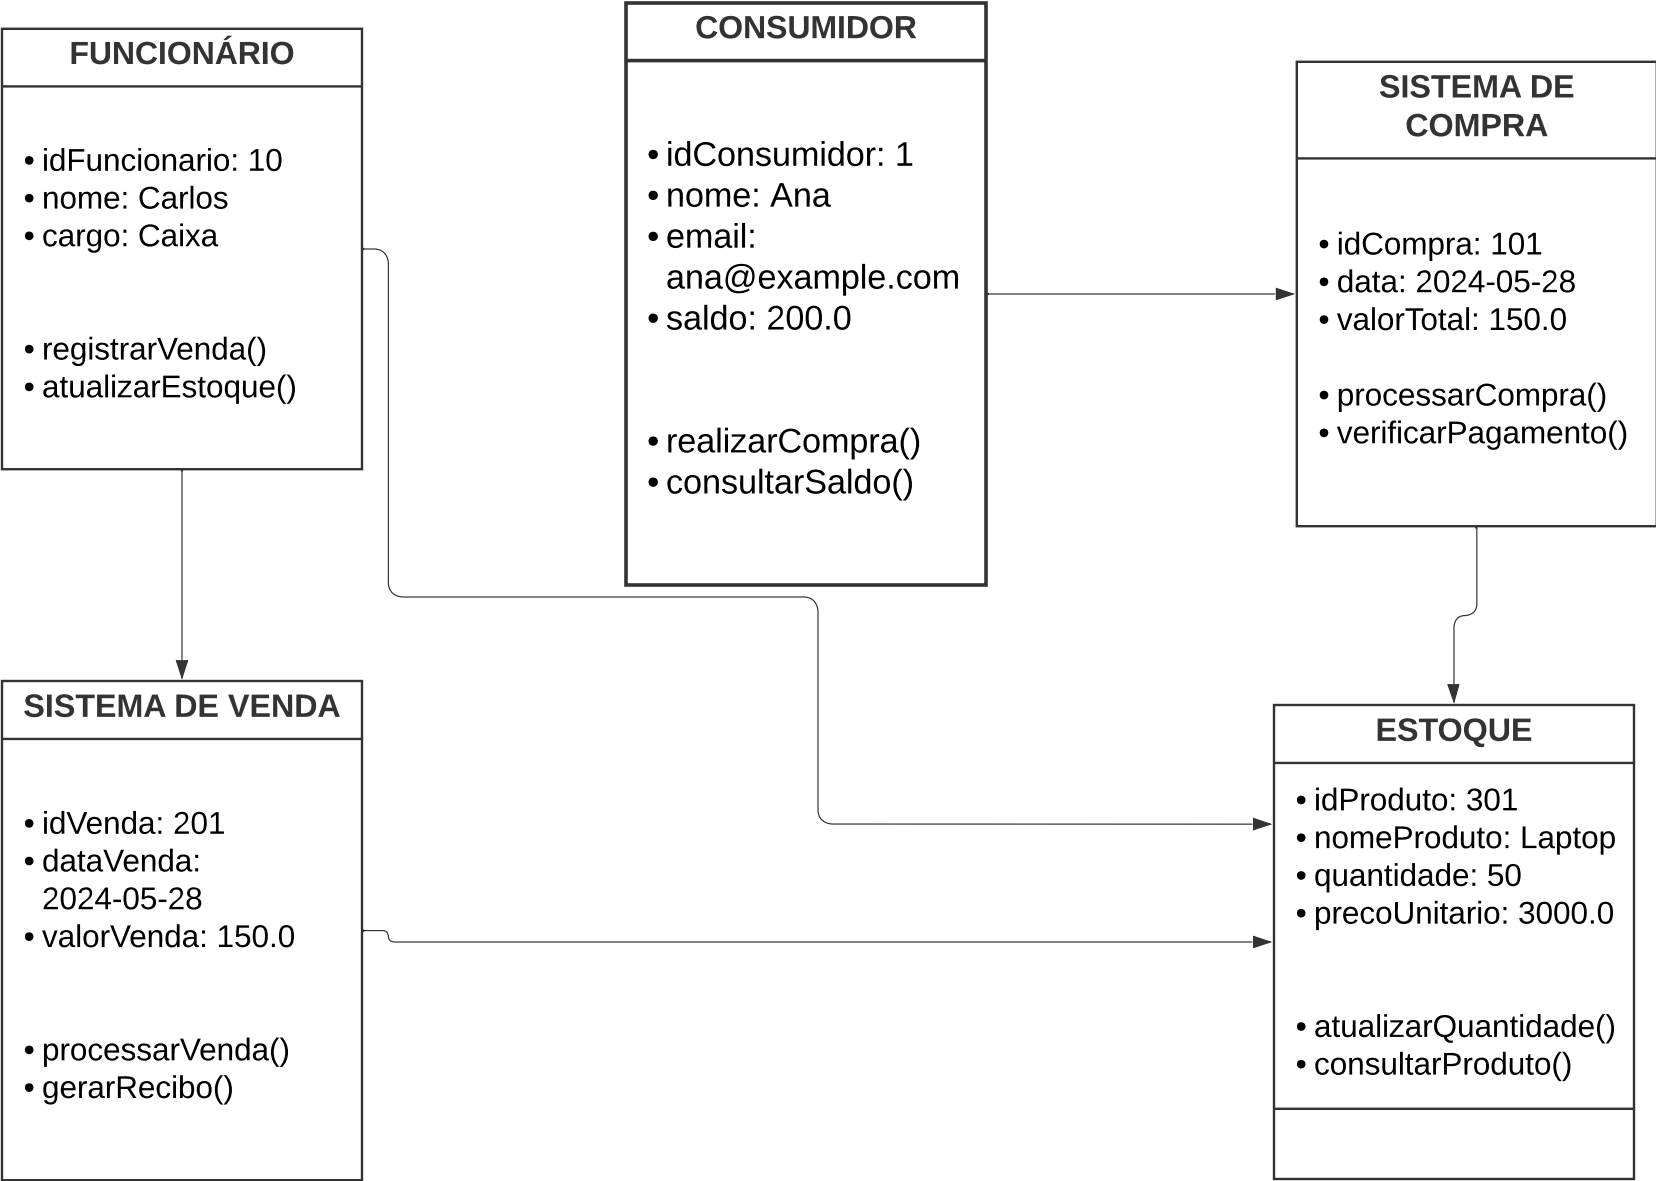 FUNCIONÁRIO
• idFuncionario: 10
• nome: Carlos
• cargo: Caixa
• registrarVenda()
• atualizarEstoque()
CONSUMIDOR
• idConsumidor: 1
• nome: Ana
• email:
ana@example.com
• saldo: 200.0
• realizarCompra()
• consultarSaldo()
SISTEMA DE
COMPRA
• idCompra: 101
• data: 2024-05-28
• valorTotal: 150.0
• processarCompra()
• verificarPagamento()
SISTEMA DE VENDA
• idVenda: 201
• dataVenda:
2024-05-28
• valorVenda: 150.0
• processarVenda()
• gerarRecibo()
ESTOQUE
• idProduto: 301
• nomeProduto: Laptop
• quantidade: 50
• precoUnitario: 3000.0
• atualizarQuantidade()
• consultarProduto()